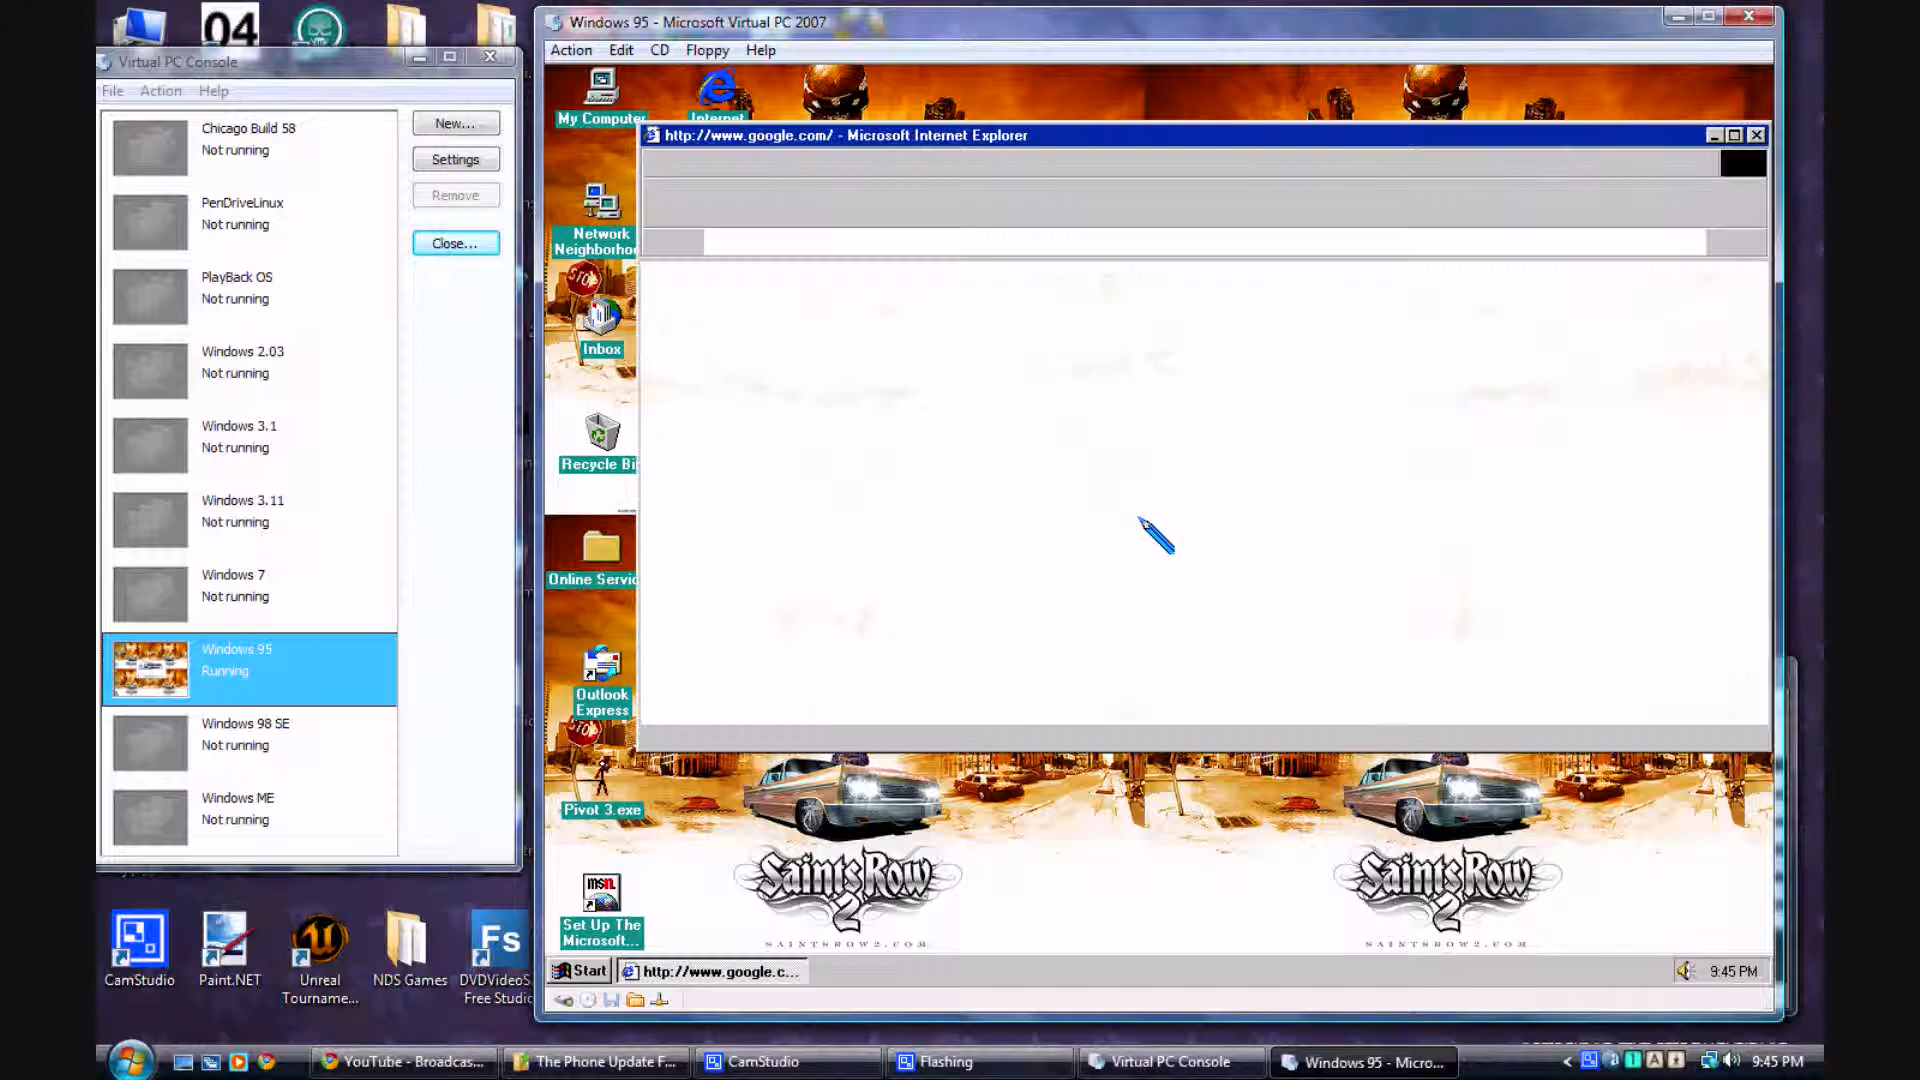 04
Virtual PC Console
File Action Help
Chicago Build 58
Not running
PenDriveLinux
Not running
PlayBack OS
Not running
Windows 2.03
Not running
Windows 3.1
Not running
Windows 3.11
Not running
Windows 7
Not running
Windows 95
Running
Windows 98 SE
Not running
Windows ME
Not running
New...
Settings
Remove
Close...
Windows 95 - Microsoft Virtual PC 2007
Action Edit CD Floppy Help
My Computer
Internet
http://www.google.com/ - Microsoft Internet Explorer
Network
Neighborho
STOP
Inbox
Recycle Bi
Online Servic
Outlook
Express
STOP
Pivot 3.exe
msn
Set Up The
Microsoft...
Saints Row
2
SAINTSROW2.COM
Saints Row
2
SAINTSROW2.COM
Start http://www.google.c... 9:45 PM
CamStudio
Paint.NET
Unreal
Tourname...
NDS Games
Fs
DVDVideoS
Free Studio
YouTube - Broadcas... The Phone Update F... CamStudio Flashing Virtual PC Console Windows 95 - Micro... 9:45 PM